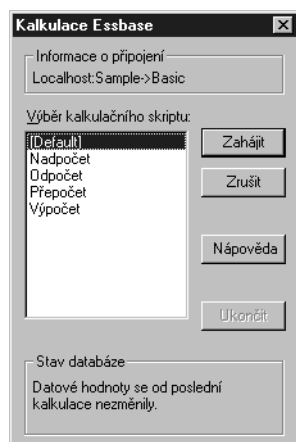 Kalkulace Essbase
Informace o připojení
Localhost:Sample->Basic
Výběr kalkulačního skriptu:
(Default)
Nadpočet
Odpočet
Přepočet
Výpočet
Zahájit
Zrušit
Nápověda
Ukončit
Stav databáze
Datové hodnoty se od poslední
kalkulace nezměnily.